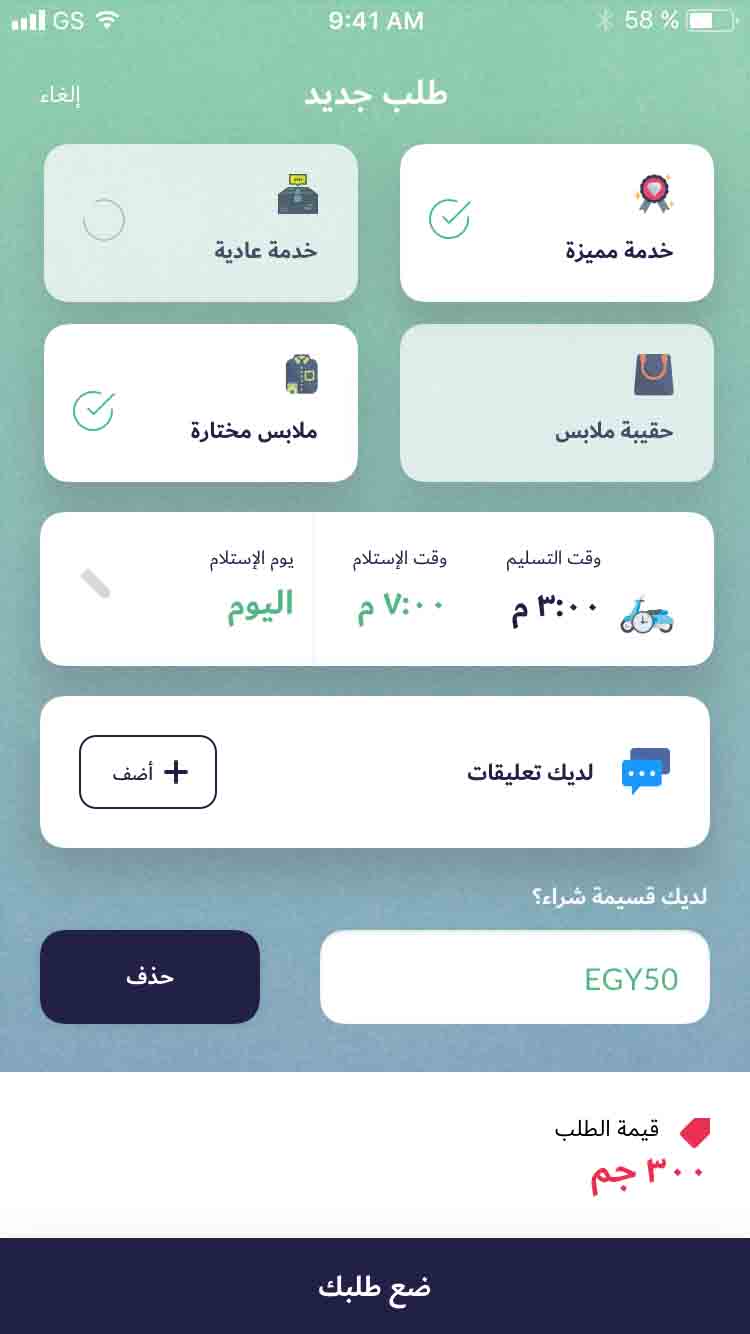 GS 9:41 AM 58 %
طلب جديد
إلغاء
خدمة مميزة
خدمة عادية
حقيبة ملابس
ملابس مختارة
وقت التسليم
٣:٠٠ م
وقت الإستلام
٧:٠٠ م
يوم الإستلام
اليوم
لديك تعليقات
أضف
لديك قسيمة شراء؟
EGY50
حذف
قيمة الطلب
٣٠٠ جم
ضع طلبك